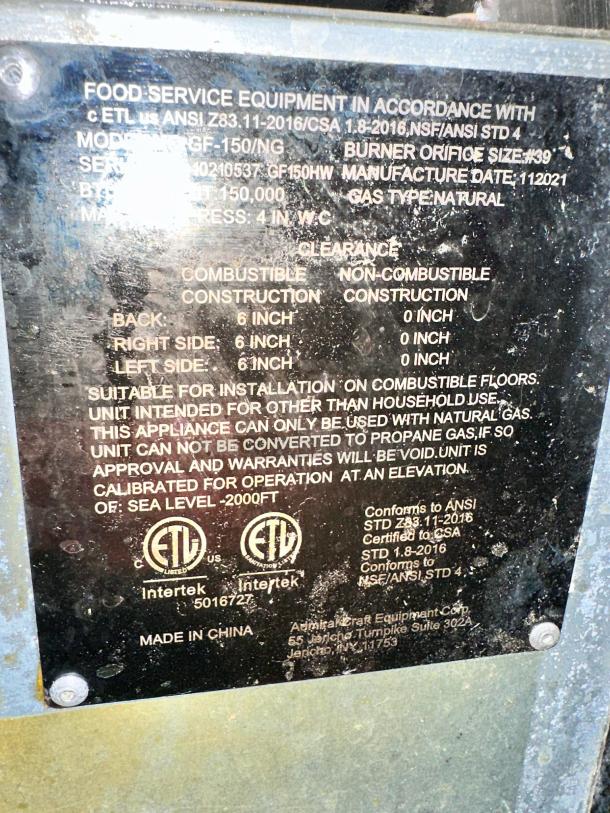 FOOD SERVICE EQUIPMENT IN ACCORDANCE WITH
c ETL us ANSI Z83.11-2016/CSA 1.8-2016,NSF/ANSI STD 4
GF-150/NG BURNER ORIFICE SIZE:#39
40210537 GF150HW MANUFACTURE DATE: 112021
150,000 GAS TYPE:NATURAL
PRESS: 4 IN. W.C
CLEARANCE
COMBUSTIBLE NON-COMBUSTIBLE
CONSTRUCTION CONSTRUCTION
BACK: 6 INCH 0 INCH
RIGHT SIDE: 6 INCH 0 INCH
LEFT SIDE: 6 INCH 0 INCH
SUITABLE FOR INSTALLATION ON COMBUSTIBLE FLOORS.
UNIT INTENDED FOR OTHER THAN HOUSEHOLD USE.
THIS APPLIANCE CAN ONLY BE USED WITH NATURAL GAS.
UNIT CAN NOT BE CONVERTED TO PROPANE GAS,IF SO
APPROVAL AND WARRANTIES WILL BE VOID.UNIT IS
CALIBRATED FOR OPERATION AT AN ELEVATION
OF: SEA LEVEL -2000FT
C ETL LISTED US
Intertek
ETL SANITATION LISTED
Intertek
5016727
Conforms to ANSI
STD Z83.11-2016
Certified to CSA
STD 1.8-2016
Conforms to
NSF/ANSI STD 4
MADE IN CHINA
Admiral Craft Equipment Corp.
55 Jericho Turnpike Suite 302A
Jericho, NY 11753